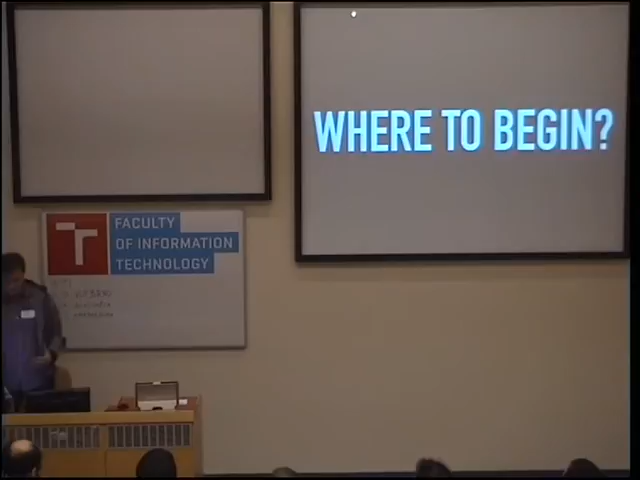 WHERE TO BEGIN?
FACULTY
OF INFORMATION
TECHNOLOGY